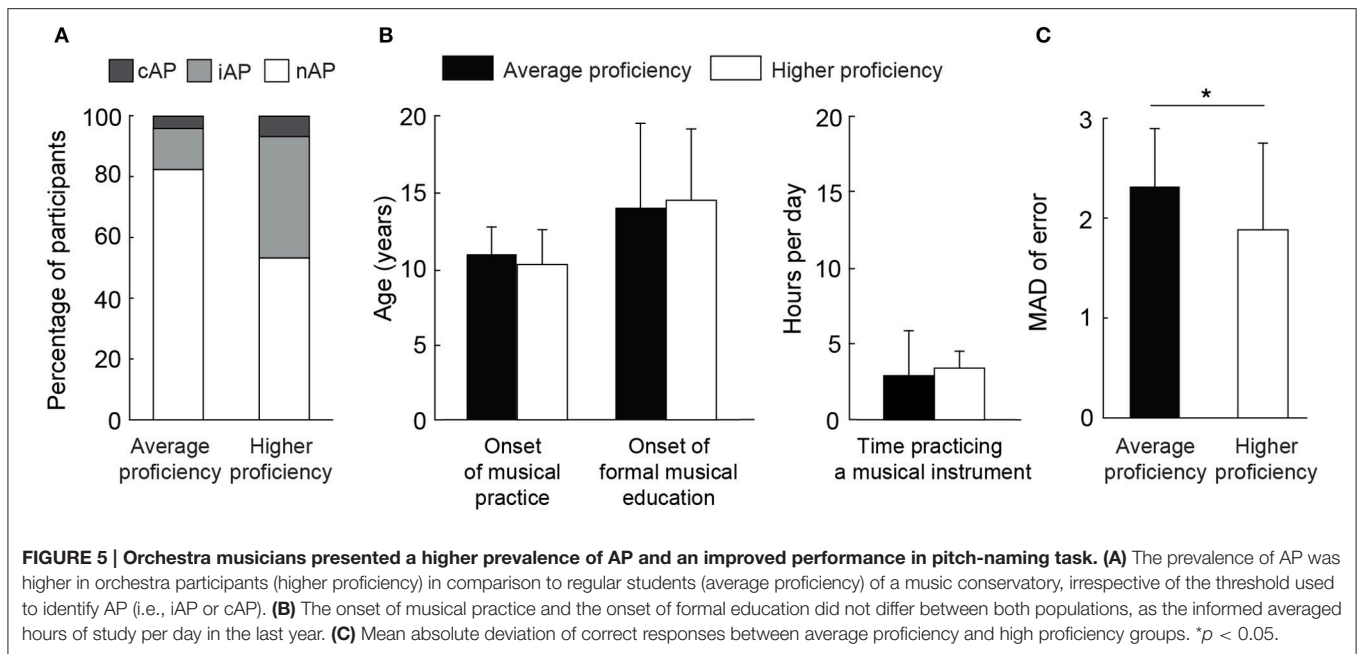 A
cAP iAP nAP
Percentage of participants
100
80
60
40
20
0
Average
proficiency
Higher
proficiency
B
Average proficiency Higher proficiency
Age (years)
20
15
10
5
0
Onset
of musical
practice
Onset of
formal musical
education
Hours per day
20
15
10
5
0
Time practicing
a musical instrument
C
*
MAD of error
3
2
1
0
Average
proficiency
Higher
proficiency
FIGURE 5 | Orchestra musicians presented a higher prevalence of AP and an improved performance in pitch-naming task. (A) The prevalence of AP was
higher in orchestra participants (higher proficiency) in comparison to regular students (average proficiency) of a music conservatory, irrespective of the threshold used
to identify AP (i.e., iAP or cAP). (B) The onset of musical practice and the onset of formal education did not differ between both populations, as the informed averaged
hours of study per day in the last year. (C) Mean absolute deviation of correct responses between average proficiency and high proficiency groups. *p < 0.05.